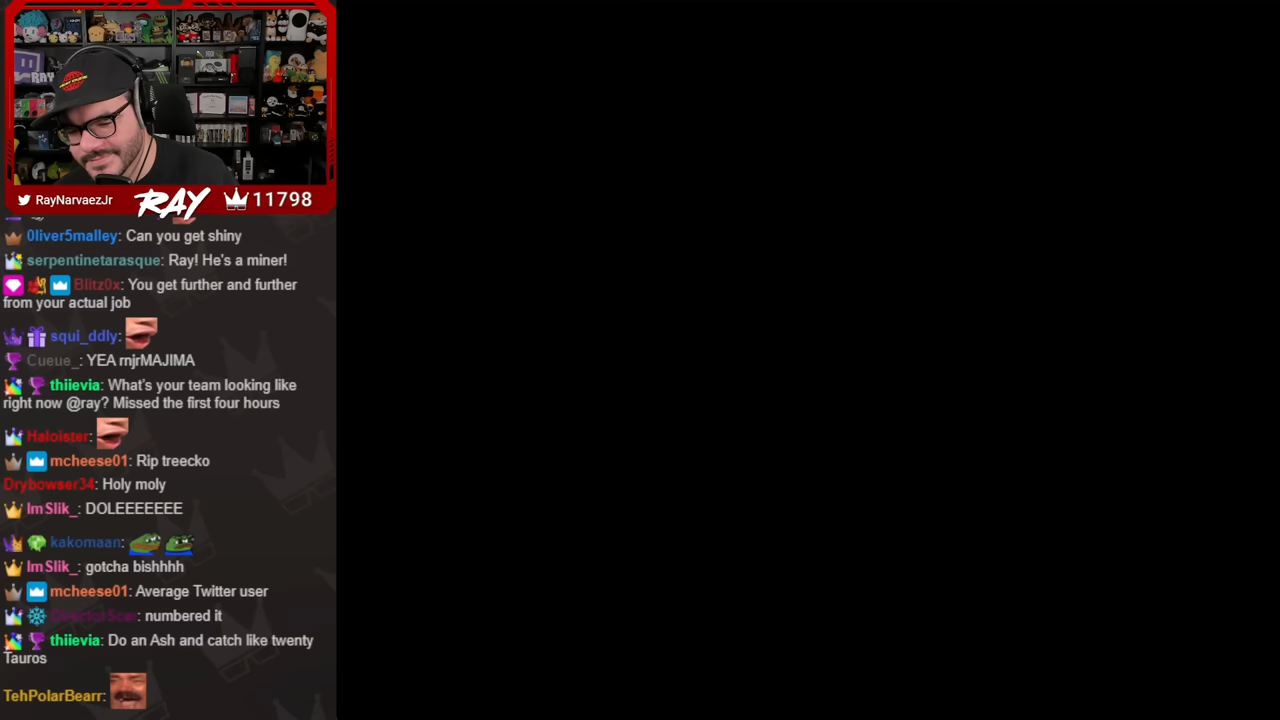 RAY
RayNarvaezJr
RAY
11798
0liver5malley: Can you get shiny
serpentinetarasque: Ray! He's a miner!
Blitz0x: You get further and further
from your actual job
squi_ddly:
Cueue_: YEA rnjrMAJIMA
thiievia: What's your team looking like
right now @ray? Missed the first four hours
Haloister:
mcheese01: Rip treecko
Drybowser34: Holy moly
ImSlik_: DOLEEEEEEE
kakomaan:
ImSlik_: gotcha bishhhh
mcheese01: Average Twitter user
: numbered it
thiievia: Do an Ash and catch like twenty
Tauros
TehPolarBearr: